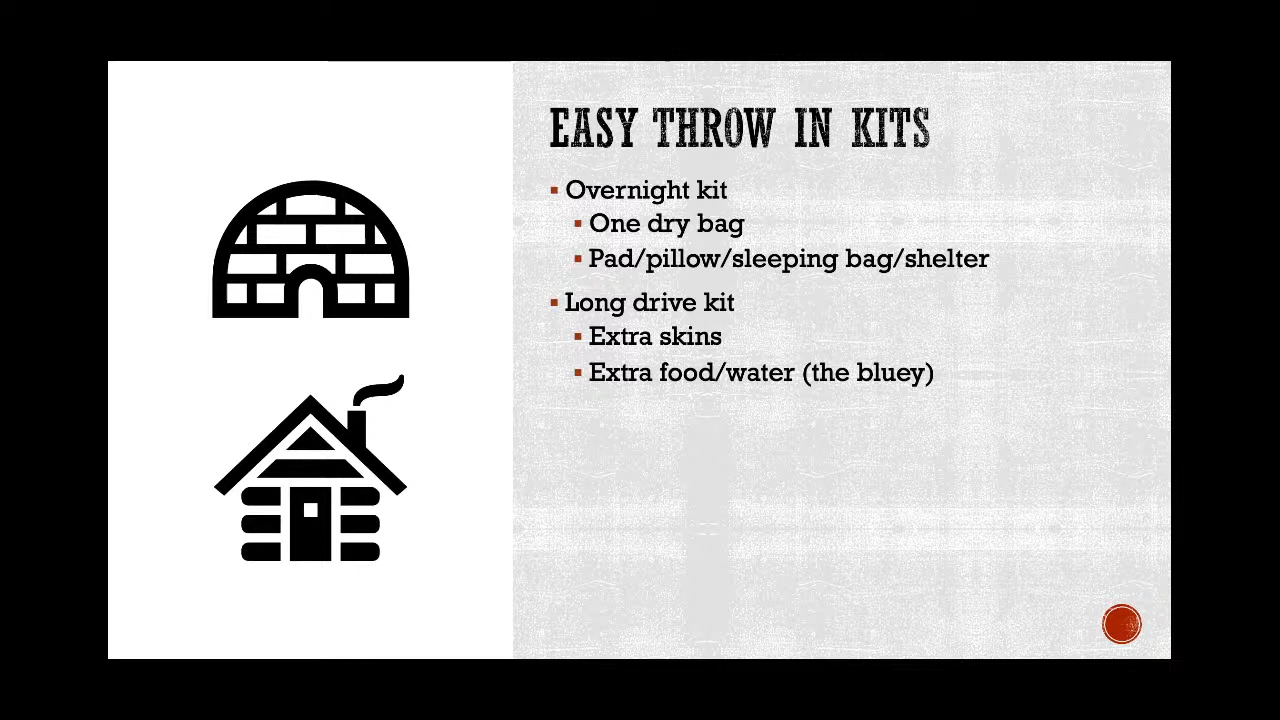 EASY THROW IN KITS
Overnight kit
One dry bag
Pad/pillow/sleeping bag/shelter
Long drive kit
Extra skins
Extra food/water (the bluey)